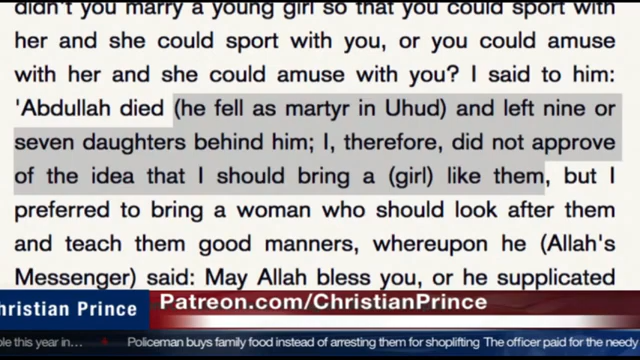 didn't you marry a young girl so that you could sport with
her and she could sport with you, or you could amuse
with her and she could amuse with you? I said to him:
'Abdullah died (he fell as martyr in Uhud) and left nine or
seven daughters behind him; I, therefore, did not approve
of the idea that I should bring a (girl) like them, but I
preferred to bring a woman who should look after them
and teach them good manners, whereupon he (Allah's
Messenger) said: May Allah bless you, or he supplicated
Christian Prince
Patreon.com/ChristianPrince
ple this year in... Policeman buys family food instead of arresting them for shoplifting The officer paid for the needy